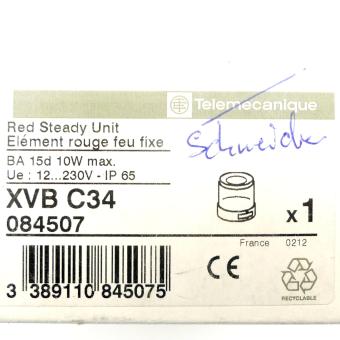 Telemecanique
Red Steady Unit
Elément rouge feu fixe
Schneider
BA 15d 10W max.
Ue : 12...230V - IP 65
XVB C34
084507
x 1
France 0212
CE
3 389110 845075
RECYCLABLE